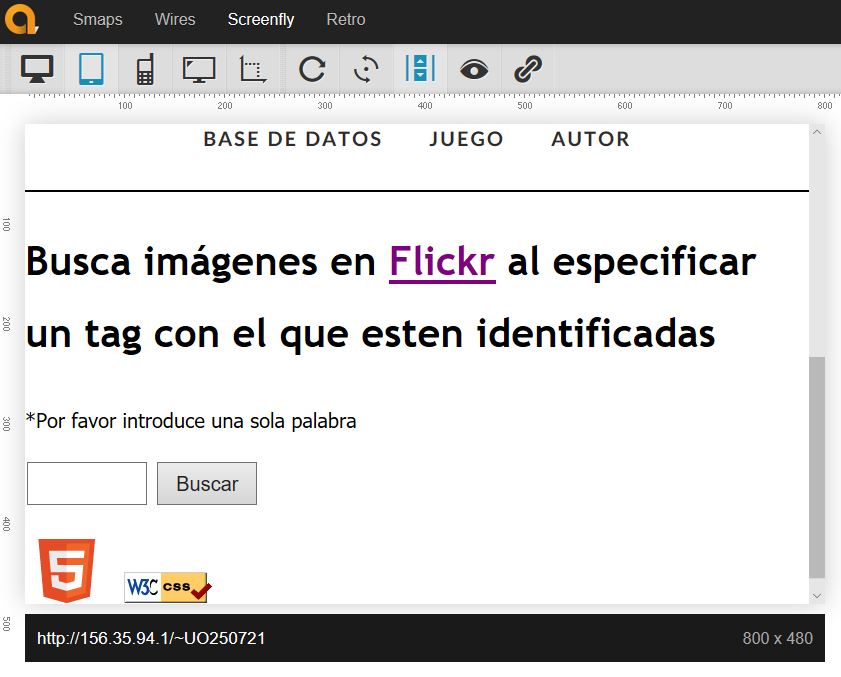 Smaps Wires Screenfly Retro
100 200 300 400 500 600 700 800
BASE DE DATOS JUEGO AUTOR
100
Busca imágenes en Flickr al especificar
200
un tag con el que esten identificadas
300
*Por favor introduce una sola palabra
Buscar
400
5
W3C css
500
http://156.35.94.1/~UO250721 800 x 480